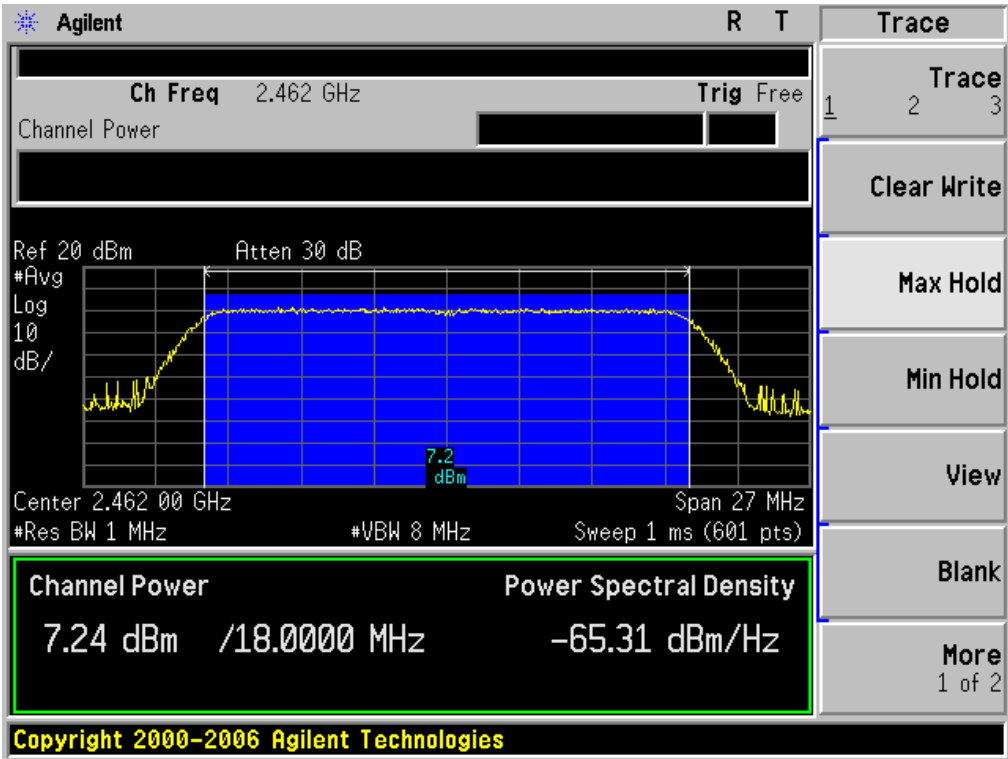 Agilent R T
Trace
Ch Freq 2.462 GHz Trig Free
Channel Power
Trace
1 2 3
Clear Write
Max Hold
Min Hold
View
Blank
More
1 of 2
Ref 20 dBm Atten 30 dB
#Avg
Log
10
dB/
7.2
dBm
Center 2.462 00 GHz Span 27 MHz
#Res BW 1 MHz #VBW 8 MHz Sweep 1 ms (601 pts)
Channel Power Power Spectral Density
7.24 dBm /18.0000 MHz -65.31 dBm/Hz
Copyright 2000-2006 Agilent Technologies